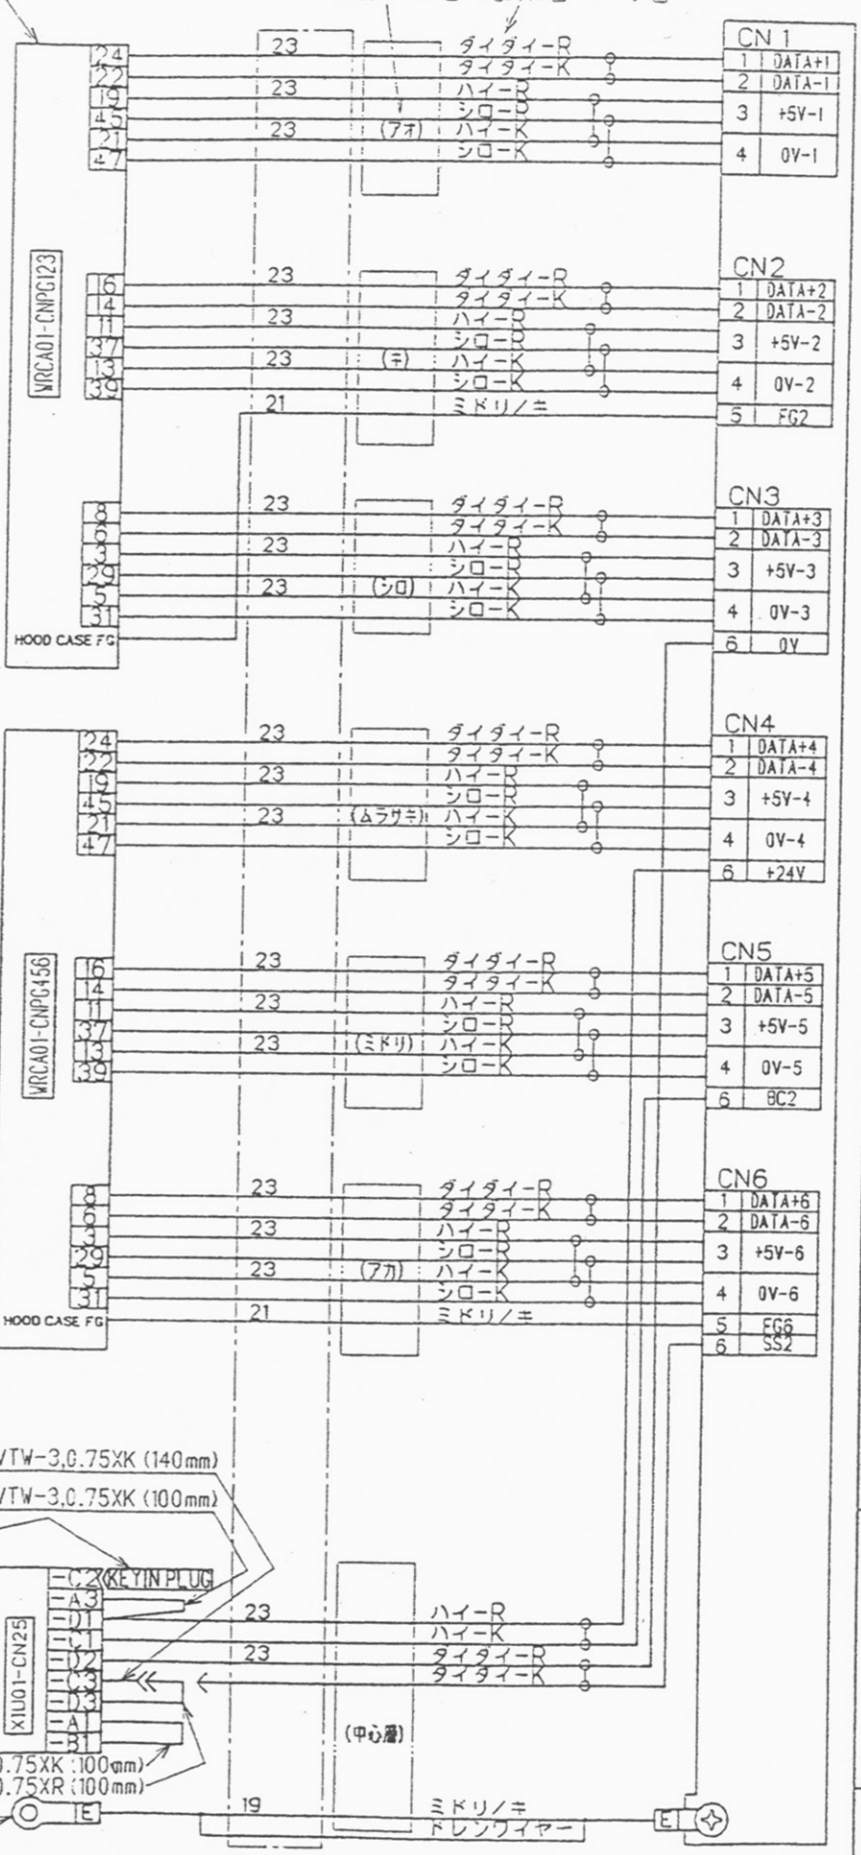 CN1
24 23 ダイダイ-R 1 DATA+1
22 ダイダイ-K 2 DATA-1
19 23 ハイ-R 3 +5V-1
45 シロ-R
21 23 (アオ) ハイ-K 4 0V-1
47 シロ-K
WRCA01-CNPG123
CN2
16 23 ダイダイ-R 1 DATA+2
14 ダイダイ-K 2 DATA-2
11 23 ハイ-R 3 +5V-2
37 シロ-R
13 23 (キ) ハイ-K 4 0V-2
39 シロ-K
21 ミドリ/キ 5 FG2
CN3
8 23 ダイダイ-R 1 DATA+3
6 ダイダイ-K 2 DATA-3
3 23 ハイ-R 3 +5V-3
29 シロ-R
5 23 (シロ) ハイ-K 4 0V-3
31 シロ-K
HOOD CASE FG 6 0V
CN4
24 23 ダイダイ-R 1 DATA+4
22 ダイダイ-K 2 DATA-4
19 23 ハイ-R 3 +5V-4
45 シロ-R
21 23 (ムラサキ) ハイ-K 4 0V-4
47 シロ-K
6 +24V
WRCA01-CNPG456
CN5
16 23 ダイダイ-R 1 DATA+5
14 ダイダイ-K 2 DATA-5
11 23 ハイ-R 3 +5V-5
37 シロ-R
13 23 (ミドリ) ハイ-K 4 0V-5
39 シロ-K
6 BC2
CN6
8 23 ダイダイ-R 1 DATA+6
6 ダイダイ-K 2 DATA-6
3 23 ハイ-R 3 +5V-6
29 シロ-R
5 23 (アカ) ハイ-K 4 0V-6
31 シロ-K
HOOD CASE FG 21 ミドリ/キ 5 FG6
6 SS2
VTW-3,0.75XK (140mm)
VTW-3,0.75XK (100mm)
X1U01-CN25
-C2 KEYIN PLUG
-A3
-D1 23 ハイ-R
-C1 ハイ-K
-D2 23 ダイダイ-R
-C3 ダイダイ-K
-D3
-A1 (中心層)
-B1
0.75XK (100mm)
0.75XR (100mm)
E 19 ミドリ/キ E
ドレンワイヤー